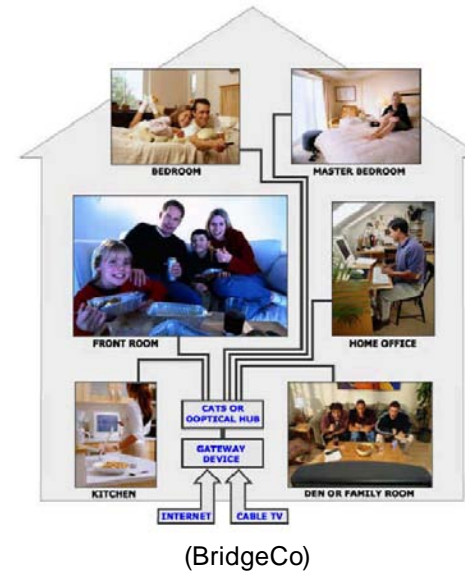 BEDROOM
MASTER BEDROOM
FRONT ROOM
HOME OFFICE
CATS OR
OOPTICAL HUB
GATEWAY
DEVICE
KITCHEN
DEN OR FAMILY ROOM
INTERNET
CABLE TV
(BridgeCo)